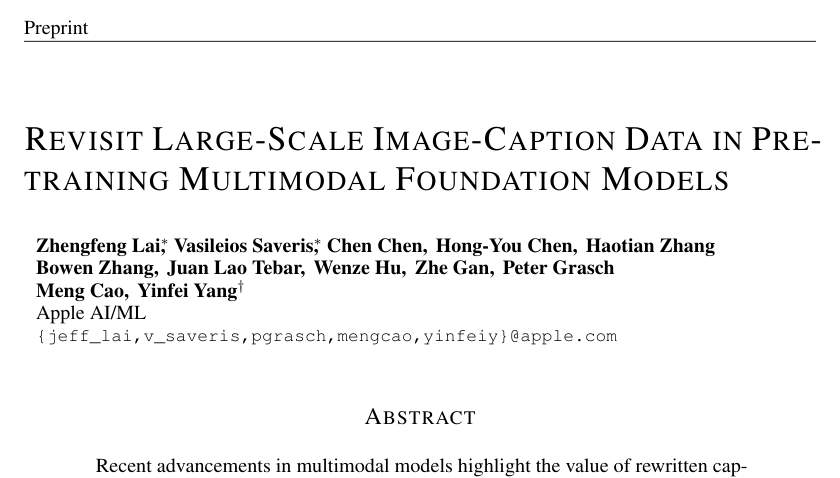 Preprint
REVISIT LARGE-SCALE IMAGE-CAPTION DATA IN PRE-
TRAINING MULTIMODAL FOUNDATION MODELS
Zhengfeng Lai*, Vasileios Saveris*, Chen Chen, Hong-You Chen, Haotian Zhang
Bowen Zhang, Juan Lao Tebar, Wenze Hu, Zhe Gan, Peter Grasch
Meng Cao, Yinfei Yang†
Apple AI/ML
{jeff_lai,v_saveris,pgrasch,mengcao,yinfeiy}@apple.com
ABSTRACT
Recent advancements in multimodal models highlight the value of rewritten cap-